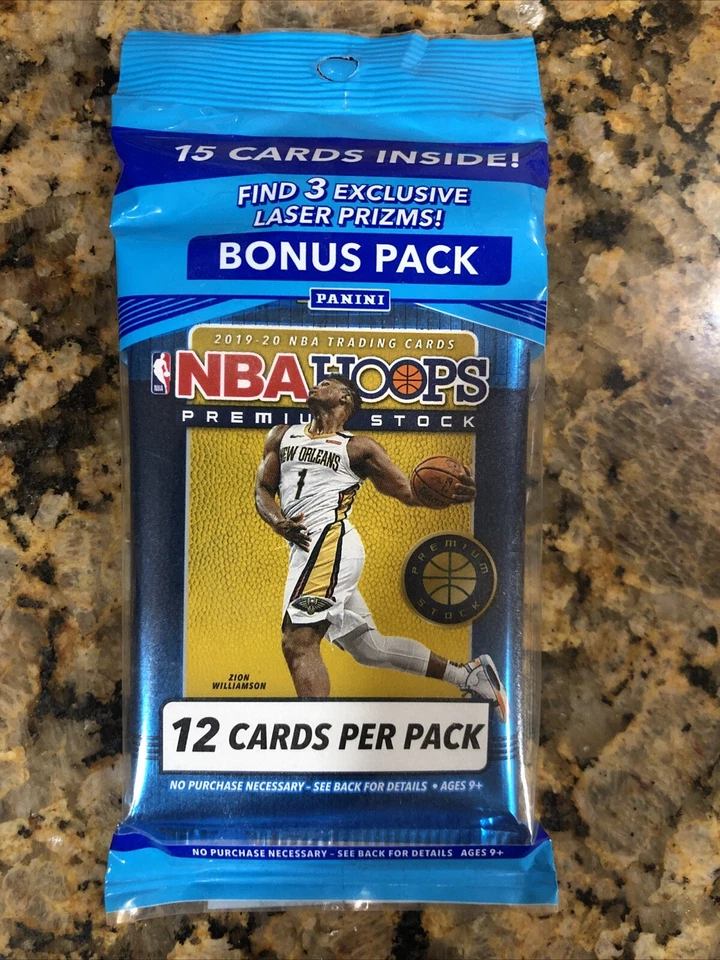 15 CARDS INSIDE!
FIND 3 EXCLUSIVE
LASER PRIZMS!
BONUS PACK
PANINI
2019-20 NBA TRADING CARDS
NBA HOOPS
NBA
PREMIU STOCK
NEW ORLEANS
1
PREMIUM
STOCK
ZION
WILLIAMSON
12 CARDS PER PACK
NO PURCHASE NECESSARY – SEE BACK FOR DETAILS • AGES 9+
NO PURCHASE NECESSARY – SEE BACK FOR DETAILS AGES 9+